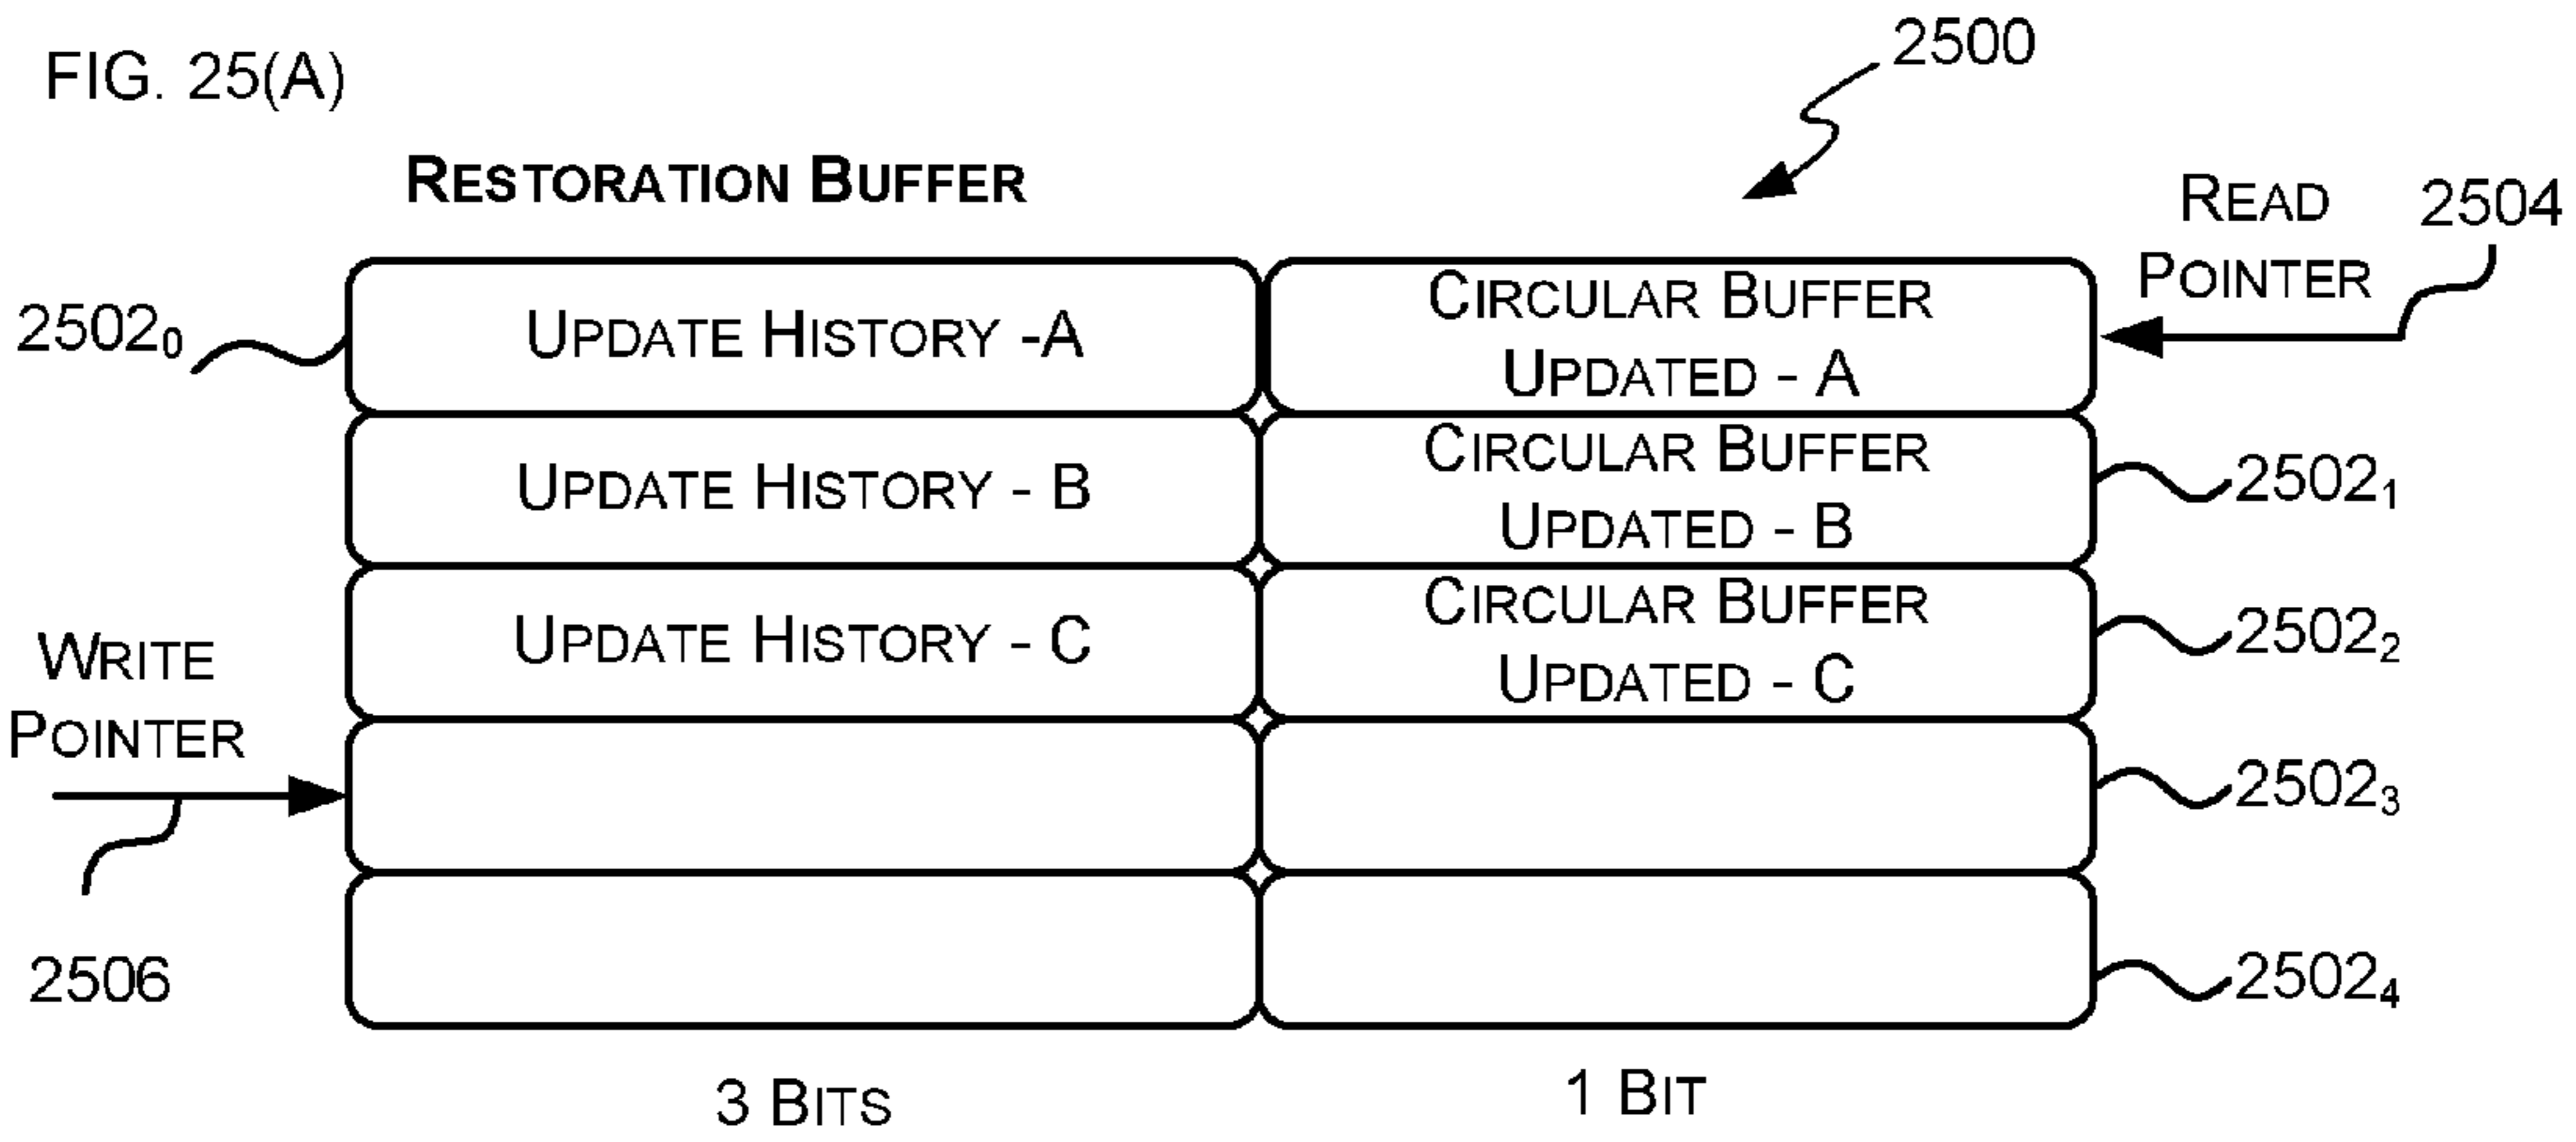 FIG. 25(A)
2500
RESTORATION BUFFER
READ
POINTER
2504
2502₀
UPDATE HISTORY -A
CIRCULAR BUFFER
UPDATED - A
UPDATE HISTORY - B
CIRCULAR BUFFER
UPDATED - B
2502₁
UPDATE HISTORY - C
CIRCULAR BUFFER
UPDATED - C
2502₂
WRITE
POINTER
2506
2502₃
2502₄
3 BITS
1 BIT